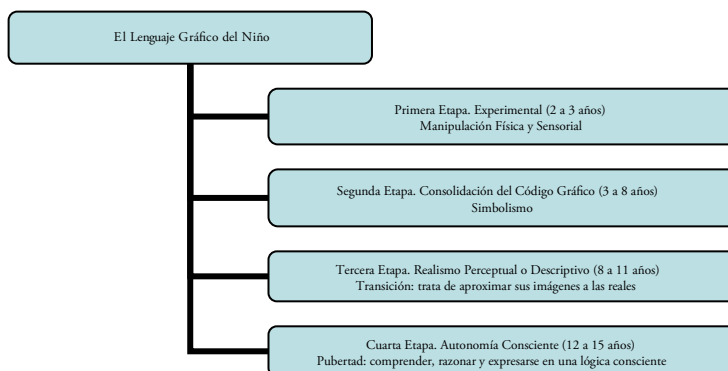 El Lenguaje Gráfico del Niño
Primera Etapa. Experimental (2 a 3 años)
Manipulación Física y Sensorial
Segunda Etapa. Consolidación del Código Gráfico (3 a 8 años)
Simbolismo
Tercera Etapa. Realismo Perceptual o Descriptivo (8 a 11 años)
Transición: trata de aproximar sus imágenes a las reales
Cuarta Etapa. Autonomía Consciente (12 a 15 años)
Pubertad: comprender, razonar y expresarse en una lógica consciente